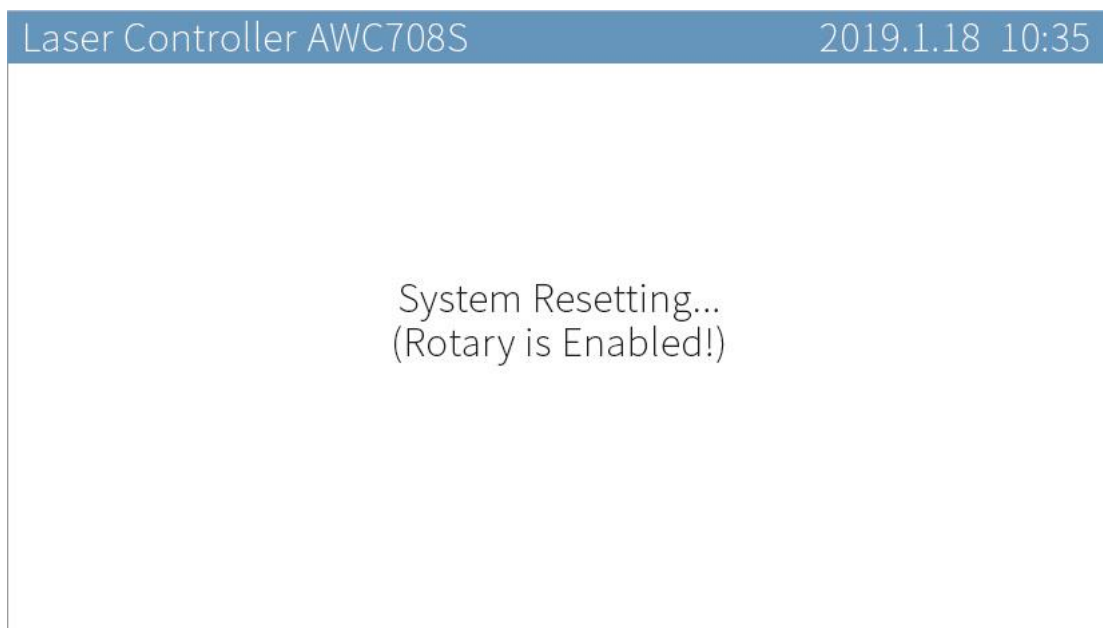 Laser Controller AWC708S 2019.1.18 10:35
System Resetting...
(Rotary is Enabled!)